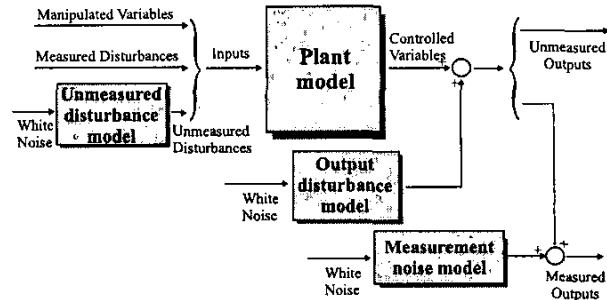 Manipulated Variables
Measured Disturbances
Unmeasured
disturbance
model
White
Noise
Unmeasured
Disturbances
Inputs
Plant
model
Controlled
Variables
+
+
Unmeasured
Outputs
Output
disturbance
model
White
Noise
Measurement
noise model
White
Noise
+
+
Measured
Outputs